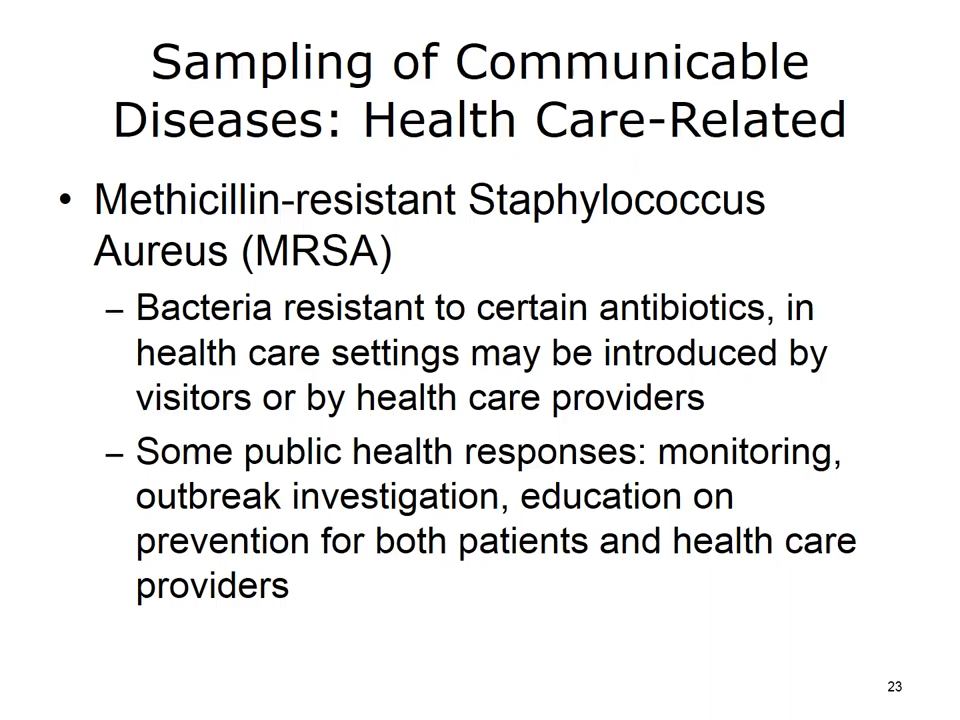 Sampling of Communicable
Diseases: Health Care-Related
• Methicillin-resistant Staphylococcus
Aureus (MRSA)
– Bacteria resistant to certain antibiotics, in
health care settings may be introduced by
visitors or by health care providers
– Some public health responses: monitoring,
outbreak investigation, education on
prevention for both patients and health care
providers
23